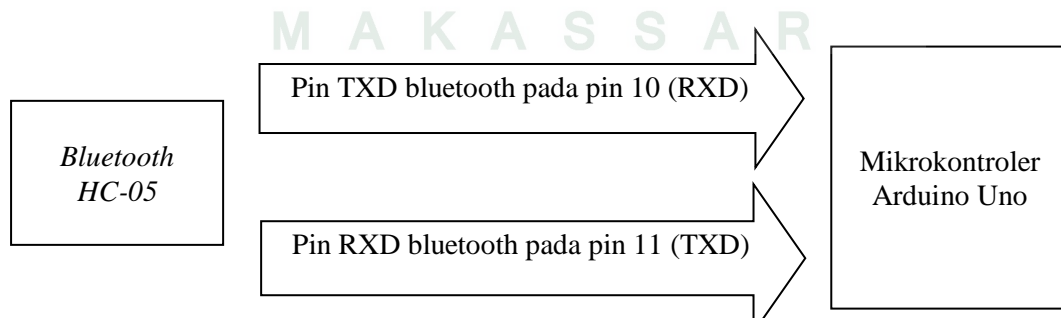 MAKASSAR
Pin TXD bluetooth pada pin 10 (RXD)
Bluetooth
HC-05
Mikrokontroler
Arduino Uno
Pin RXD bluetooth pada pin 11 (TXD)